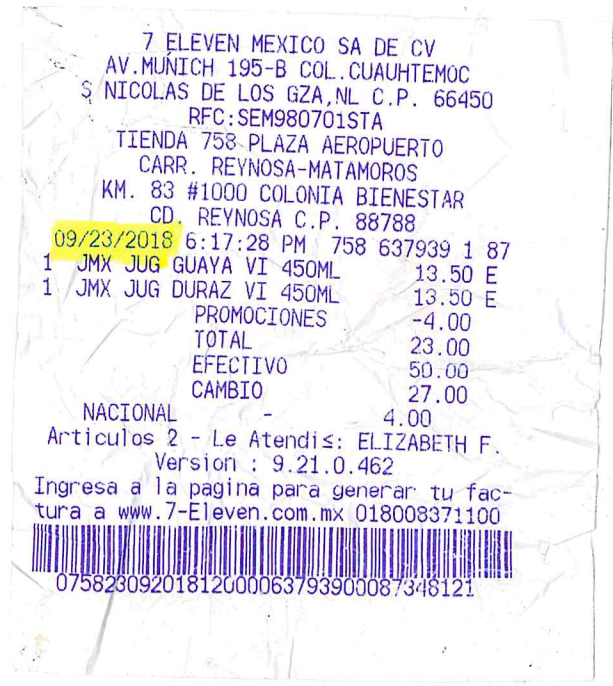 7 ELEVEN MEXICO SA DE CV
AV.MUNICH 195-B COL.CUAUHTEMOC
S NICOLAS DE LOS GZA,NL C.P. 66450
RFC:SEM980701STA
TIENDA 758 PLAZA AEROPUERTO
CARR. REYNOSA-MATAMOROS
KM. 83 #1000 COLONIA BIENESTAR
CD. REYNOSA C.P. 88788
09/23/2018 6:17:28 PM 758 637939 1 87
1 JMX JUG GUAYA VI 450ML 13.50 E
1 JMX JUG DURAZ VI 450ML 13.50 E
PROMOCIONES -4.00
TOTAL 23.00
EFECTIVO 50.00
CAMBIO 27.00
NACIONAL - 4.00
Articulos 2 - Le Atendi≤: ELIZABETH F.
Version : 9.21.0.462
Ingresa a la pagina para generar tu fac-
tura a www.7-Eleven.com.mx 018008371100
07582309201812000063793900087348121